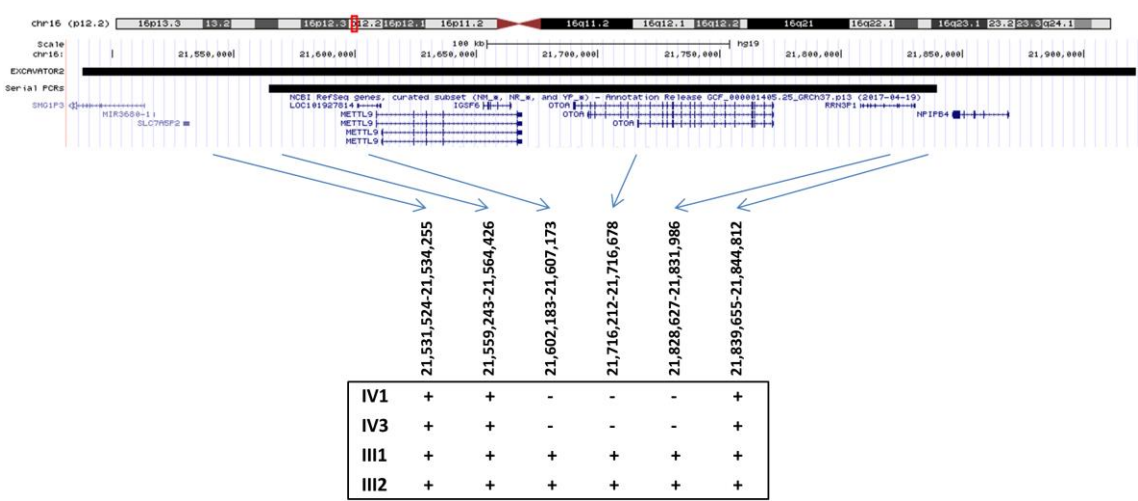 chr16 (p12.2) 16p13.3 13.2 16p12.3 p12.2 16p12.1 16p11.2 16q11.2 16q12.1 16q12.2 16q21 16q22.1 16q23.1 23.2 23.3 q24.1
Scale 100 kb hg19
chr16: 21,550,000 21,600,000 21,650,000 21,700,000 21,750,000 21,800,000 21,850,000 21,900,000
EXCAVATOR2
Serial PCRs
NCBI RefSeq genes, curated subset (NM_*, NR_*, and YP_*) - Annotation Release GCF_000001405.25_GRCh37.p13 (2017-04-19)
SMG1P3 LOC101927814 IGSF6 OTOA RRN3P1
MIR3680-1 METTL9 OTOA NPIPB4
SLC7A5P2 METTL9 OTOA
METTL9
METTL9
21,531,524-21,534,255
21,559,243-21,564,426
21,602,183-21,607,173
21,716,212-21,716,678
21,828,627-21,831,986
21,839,655-21,844,812
IV1 + + - - - +
IV3 + + - - - +
III1 + + + + + +
III2 + + + + + +